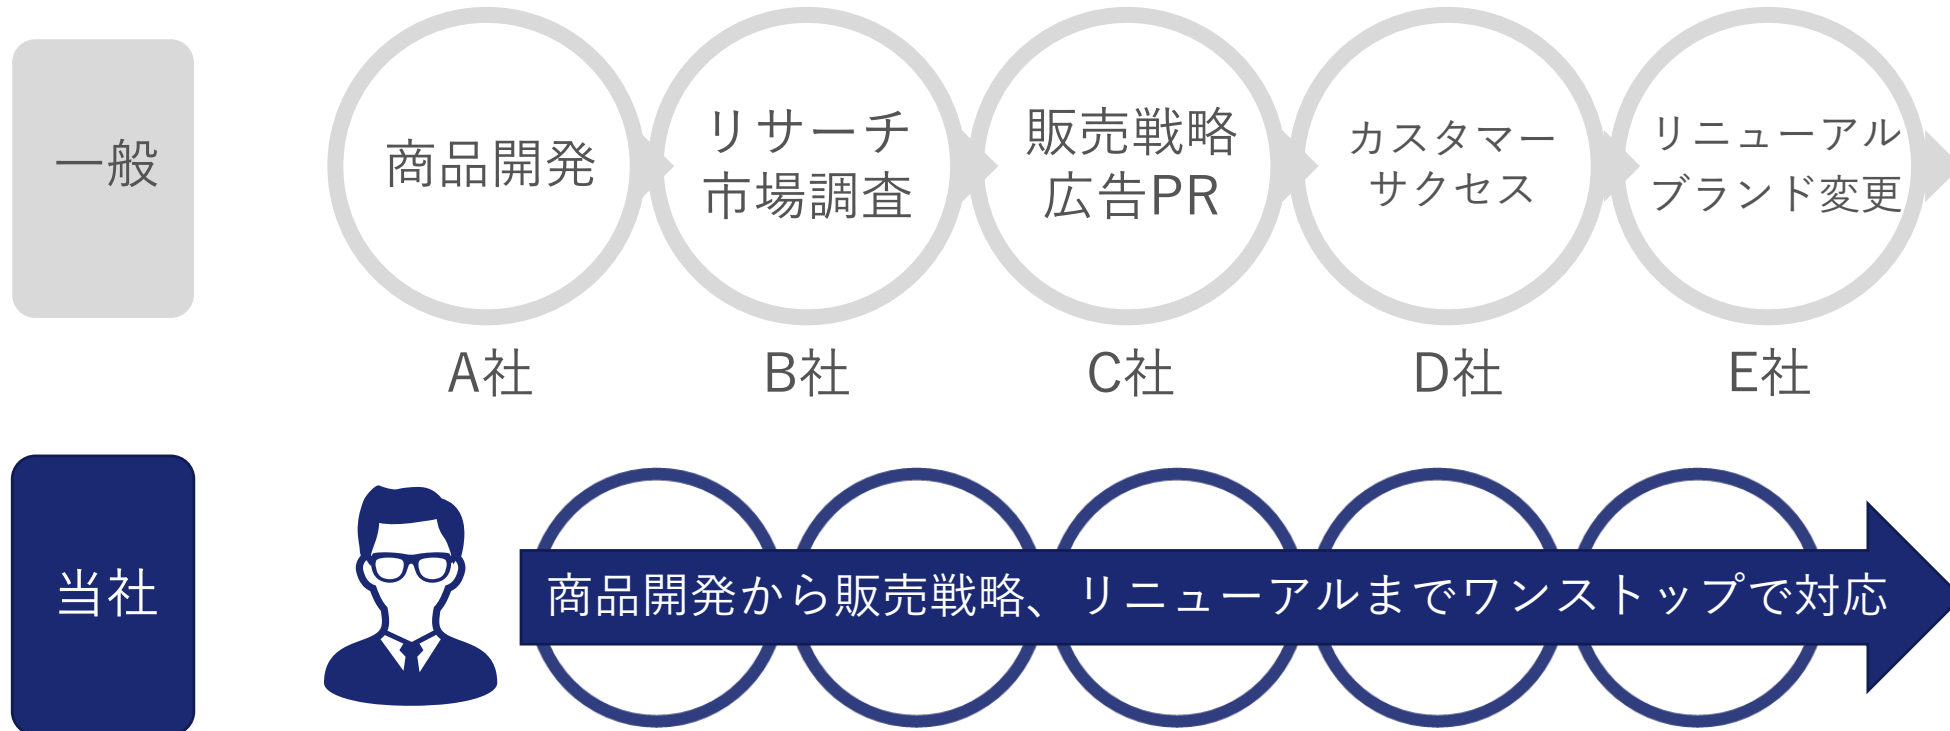 一般
商品開発
リサーチ
市場調査
販売戦略
広告PR
カスタマー
サクセス
リニューアル
ブランド変更
A社
B社
C社
D社
E社
当社
商品開発から販売戦略、リニューアルまでワンストップで対応